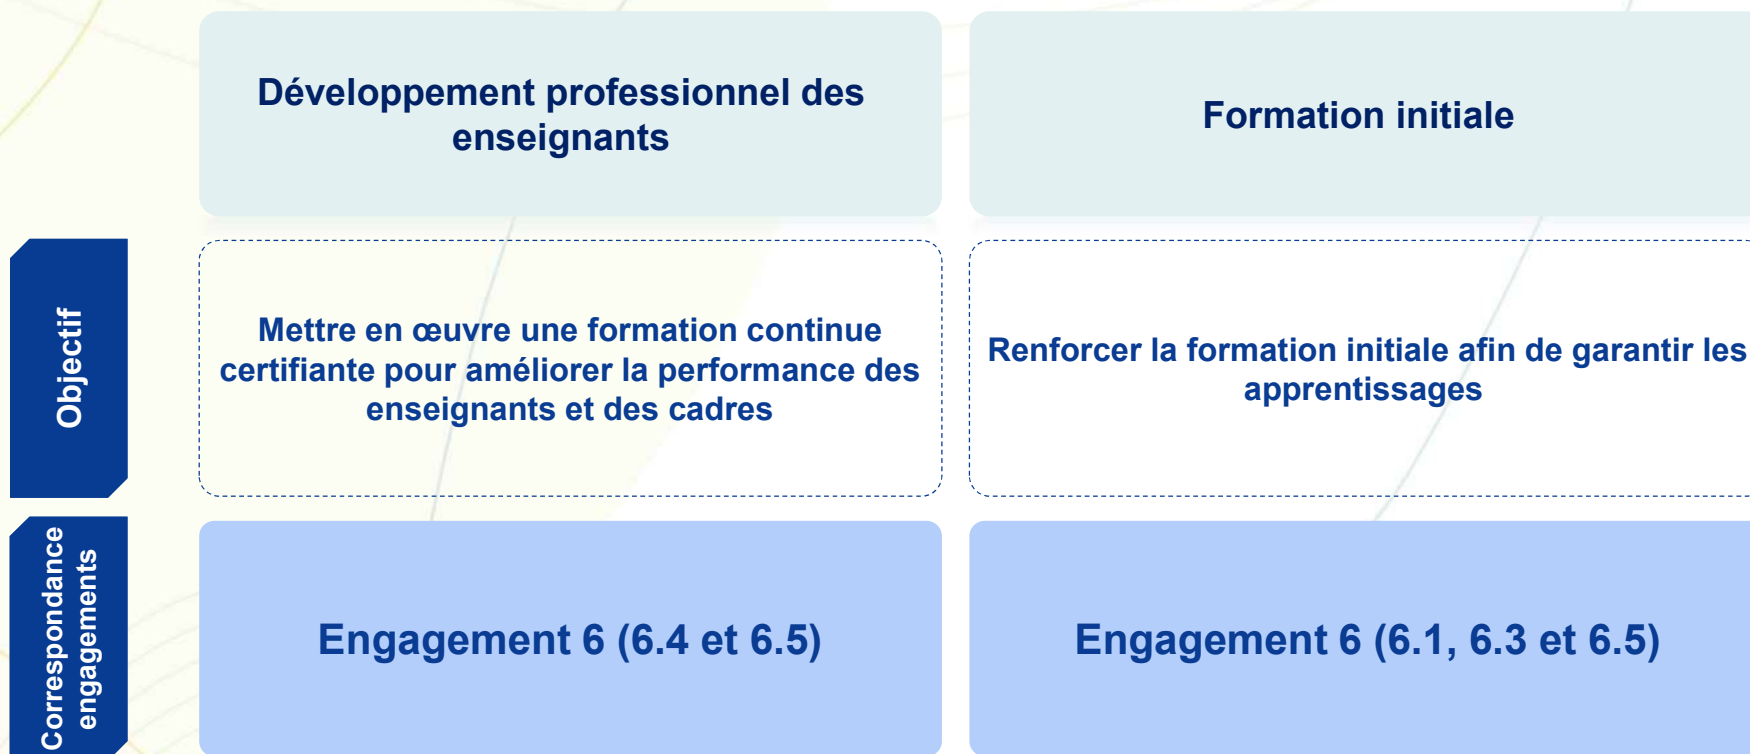 Développement professionnel des
enseignants
Formation initiale
Objectif
Mettre en œuvre une formation continue
certifiante pour améliorer la performance des
enseignants et des cadres
Renforcer la formation initiale afin de garantir les
apprentissages
Correspondance
engagements
Engagement 6 (6.4 et 6.5)
Engagement 6 (6.1, 6.3 et 6.5)